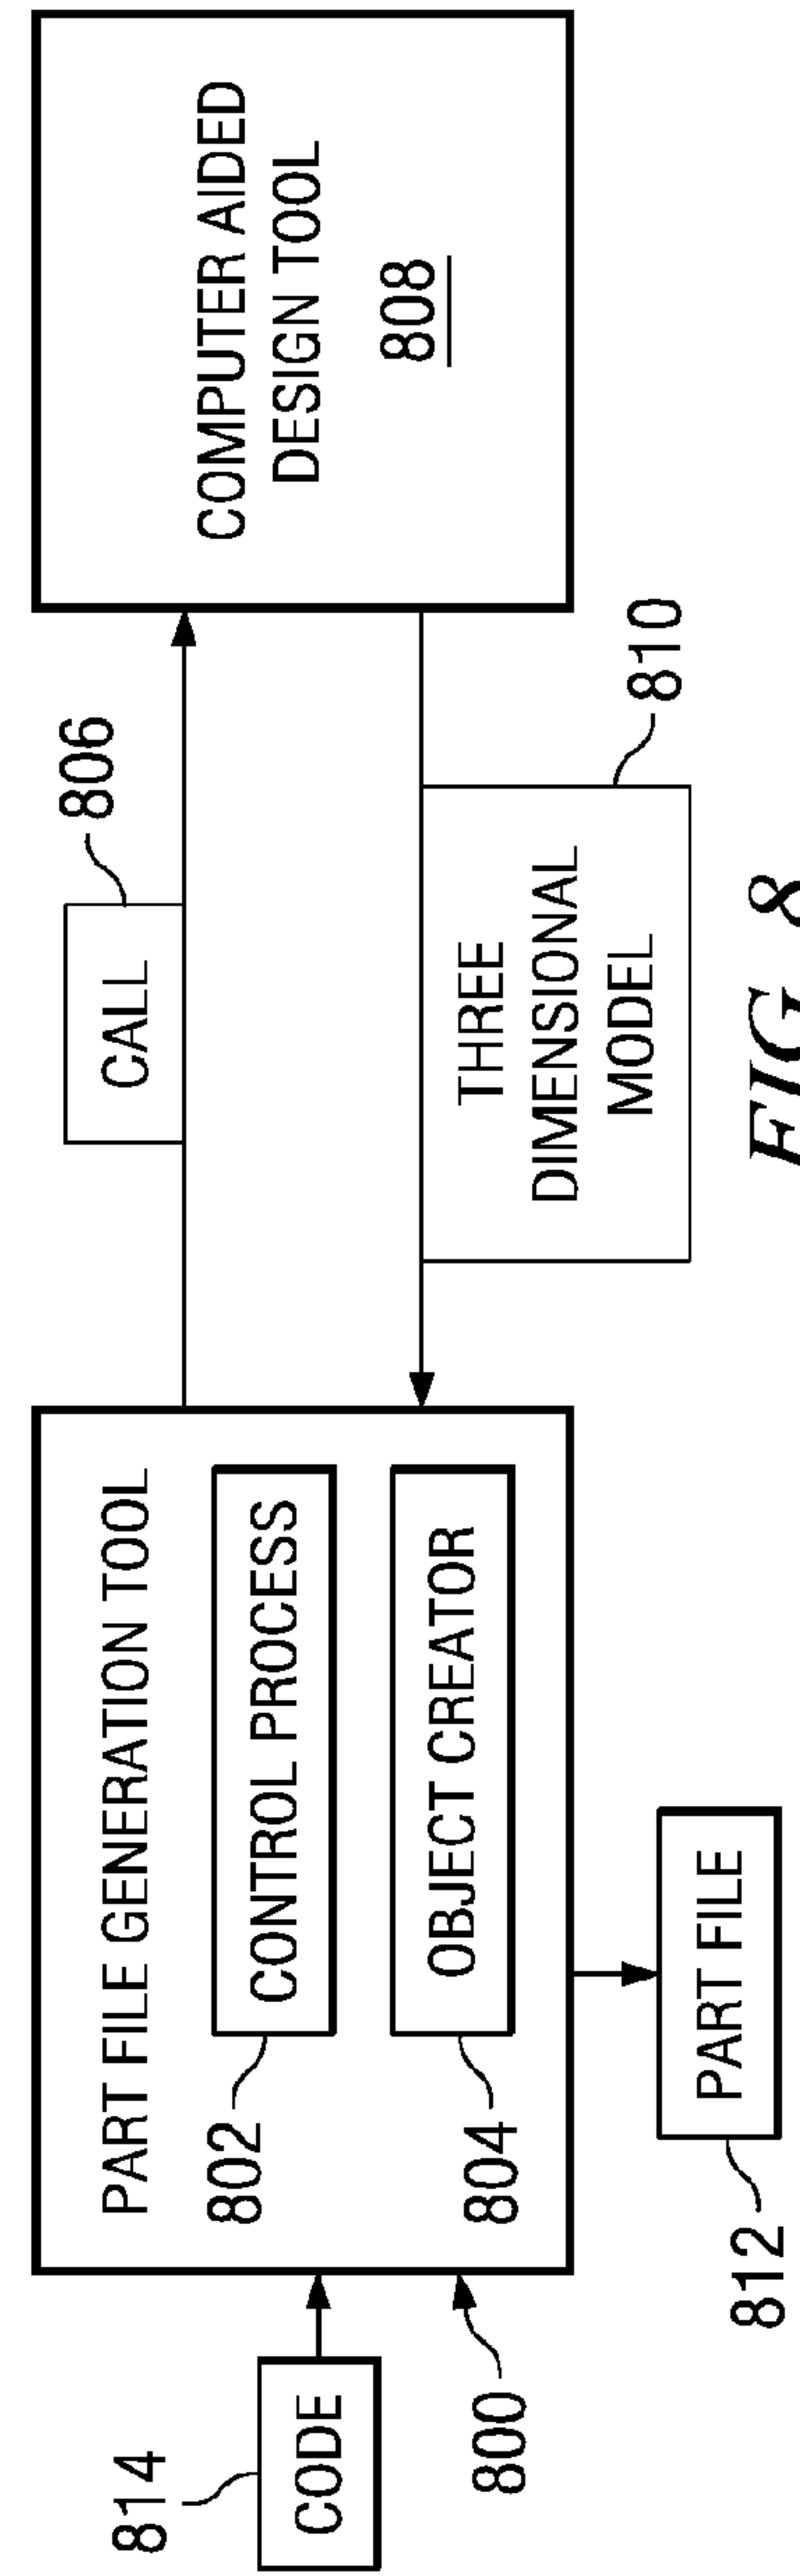 814
CODE
800
PART FILE GENERATION TOOL
802
CONTROL PROCESS
804
OBJECT CREATOR
812
PART FILE
CALL
806
THREE
DIMENSIONAL
MODEL
810
COMPUTER AIDED
DESIGN TOOL
808
FIG. 8